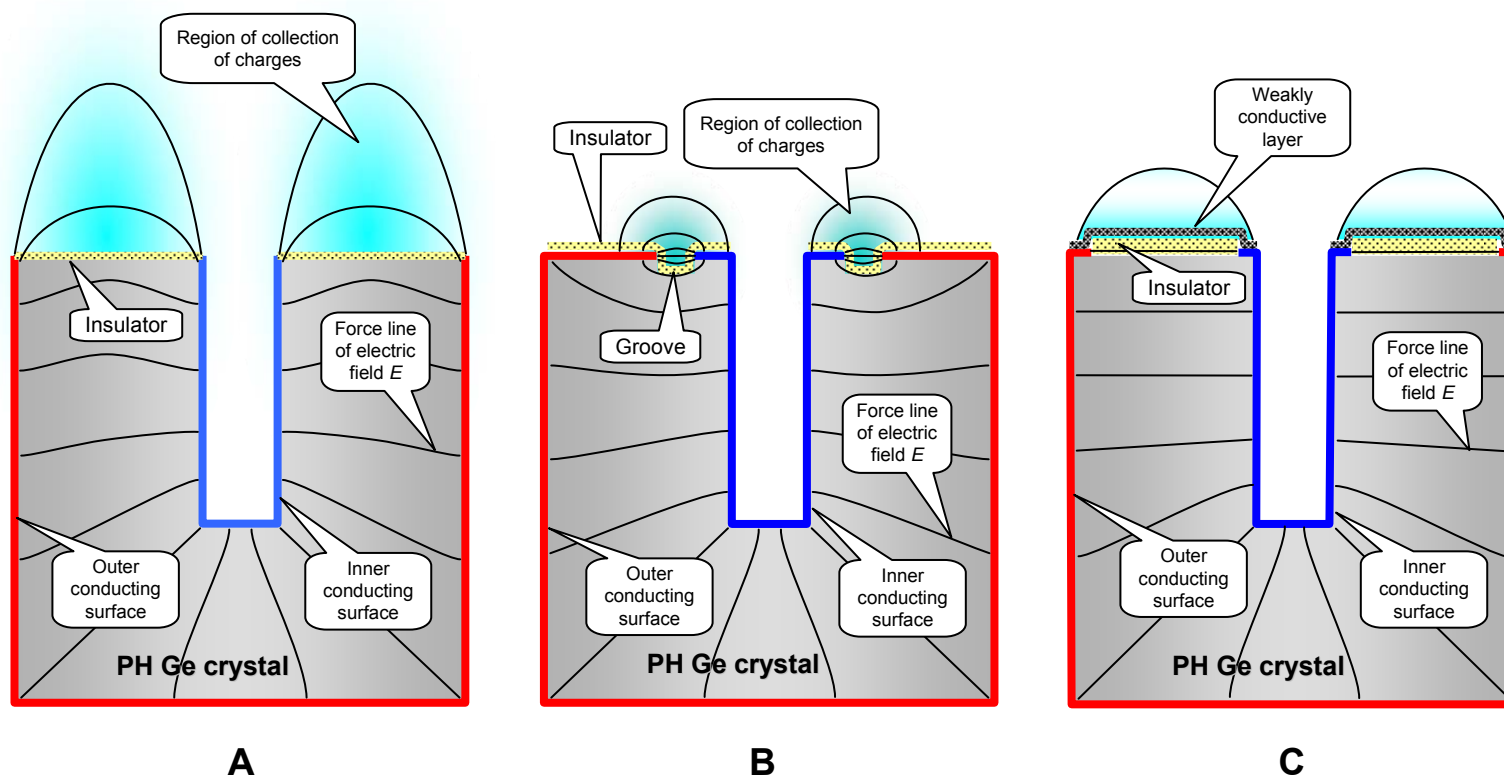 Region of collection
of charges
Insulator
Force line
of electric
field E
Outer
conducting
surface
Inner
conducting
surface
PH Ge crystal
A
Insulator
Region of collection
of charges
Groove
Force line
of electric
field E
Outer
conducting
surface
Inner
conducting
surface
PH Ge crystal
B
Weakly
conductive
layer
Insulator
Force line
of electric
field E
Outer
conducting
surface
Inner
conducting
surface
PH Ge crystal
C